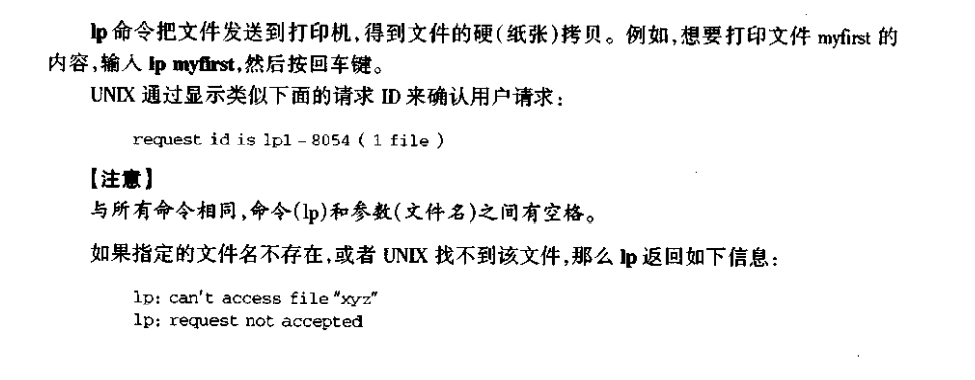 lp命令把文件发送到打印机,得到文件的硬(纸张)拷贝。例如,想要打印文件 myfirst 的
内容,输入 lp myfirst,然后按回车键。
UNIX 通过显示类似下面的请求 ID 来确认用户请求:
request id is lp1-8054 ( 1 file )
【注意】
与所有命令相同,命令(lp)和参数(文件名)之间有空格。
如果指定的文件名不存在,或者 UNIX 找不到该文件,那么 lp 返回如下信息:
lp: can't access file "xyz"
lp: request not accepted